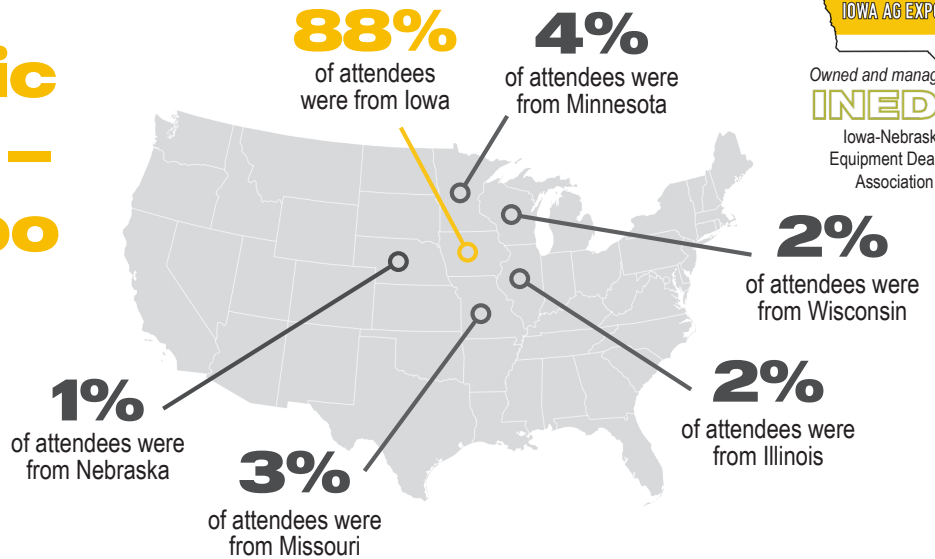 ic
–
oo
88%
of attendees
were from Iowa
4%
of attendees were
from Minnesota
IOWA AG EXPO
Owned and manag
INED
Iowa-Nebrask
Equipment Dea
Association
2%
of attendees were
from Wisconsin
2%
of attendees were
from Illinois
1%
of attendees were
from Nebraska
3%
of attendees were
from Missouri